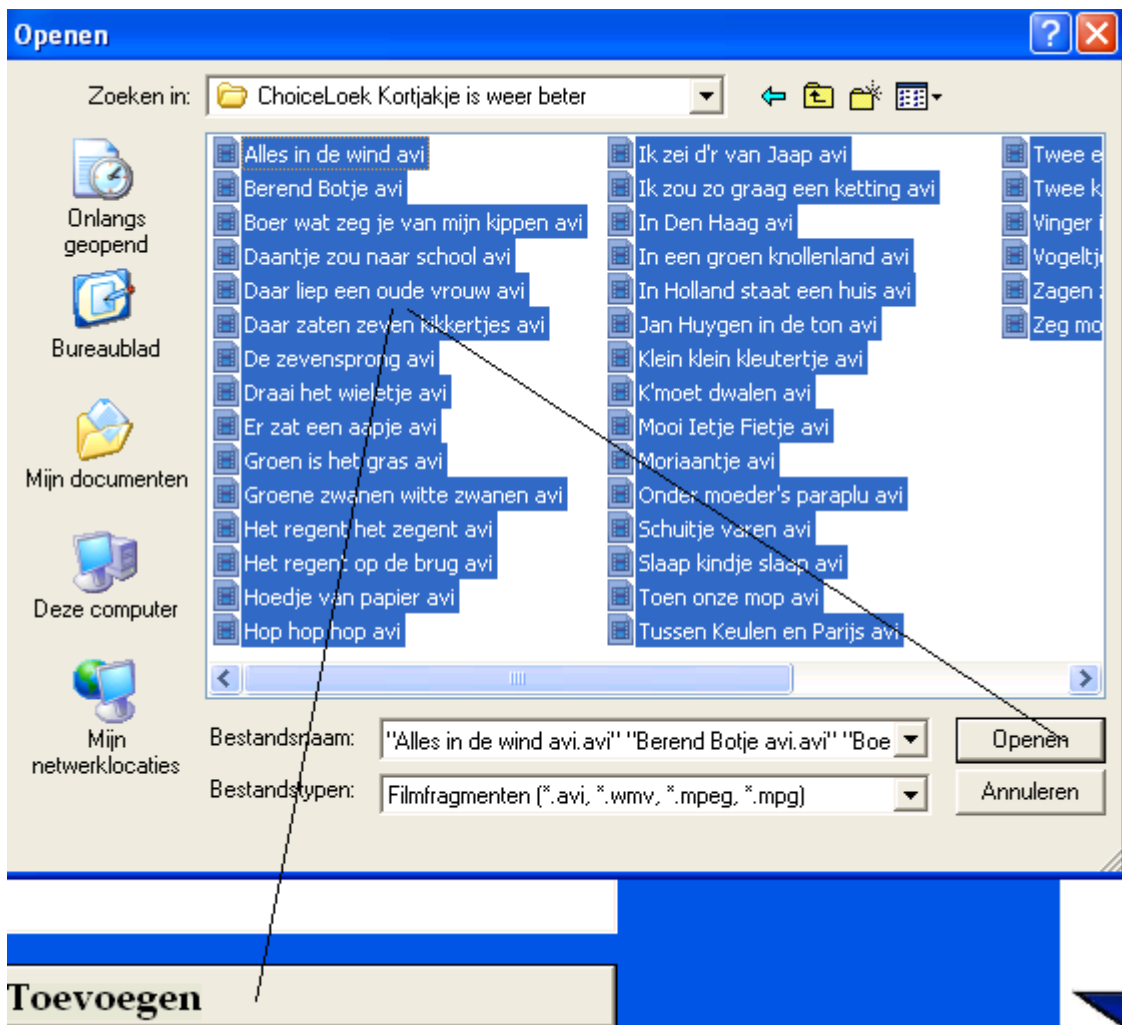 Openen
Zoeken in:
ChoiceLoek Kortjakje is weer beter
Onlangs
geopend
Bureaublad
Mijn documenten
Deze computer
Mijn
netwerklocaties
Alles in de wind avi
Berend Botje avi
Boer wat zeg je van mijn kippen avi
Daantje zou naar school avi
Daar liep een oude vrouw avi
Daar zaten zeven kikkertjes avi
De zevensprong avi
Draai het wieletje avi
Er zat een aapje avi
Groen is het gras avi
Groene zwanen witte zwanen avi
Het regent het zegent avi
Het regent op de brug avi
Hoedje van papier avi
Hop hop hop avi
Ik zei d'r van Jaap avi
Ik zou zo graag een ketting avi
In Den Haag avi
In een groen knollenland avi
In Holland staat een huis avi
Jan Huygen in de ton avi
Klein klein kleutertje avi
K'moet dwalen avi
Mooi Ietje Fietje avi
Moriaantje avi
Onder moeder's paraplu avi
Schuitje varen avi
Slaap kindje slaap avi
Toen onze mop avi
Tussen Keulen en Parijs avi
Twee e
Twee k
Vinger i
Vogeltj
Zagen
Zeg mo
Bestandsnaam:
"Alles in de wind avi.avi" "Berend Botje avi.avi" "Boe
Openen
Bestandstypen:
Filmfragmenten (*.avi, *.wmv, *.mpeg, *.mpg)
Annuleren
Toevoegen